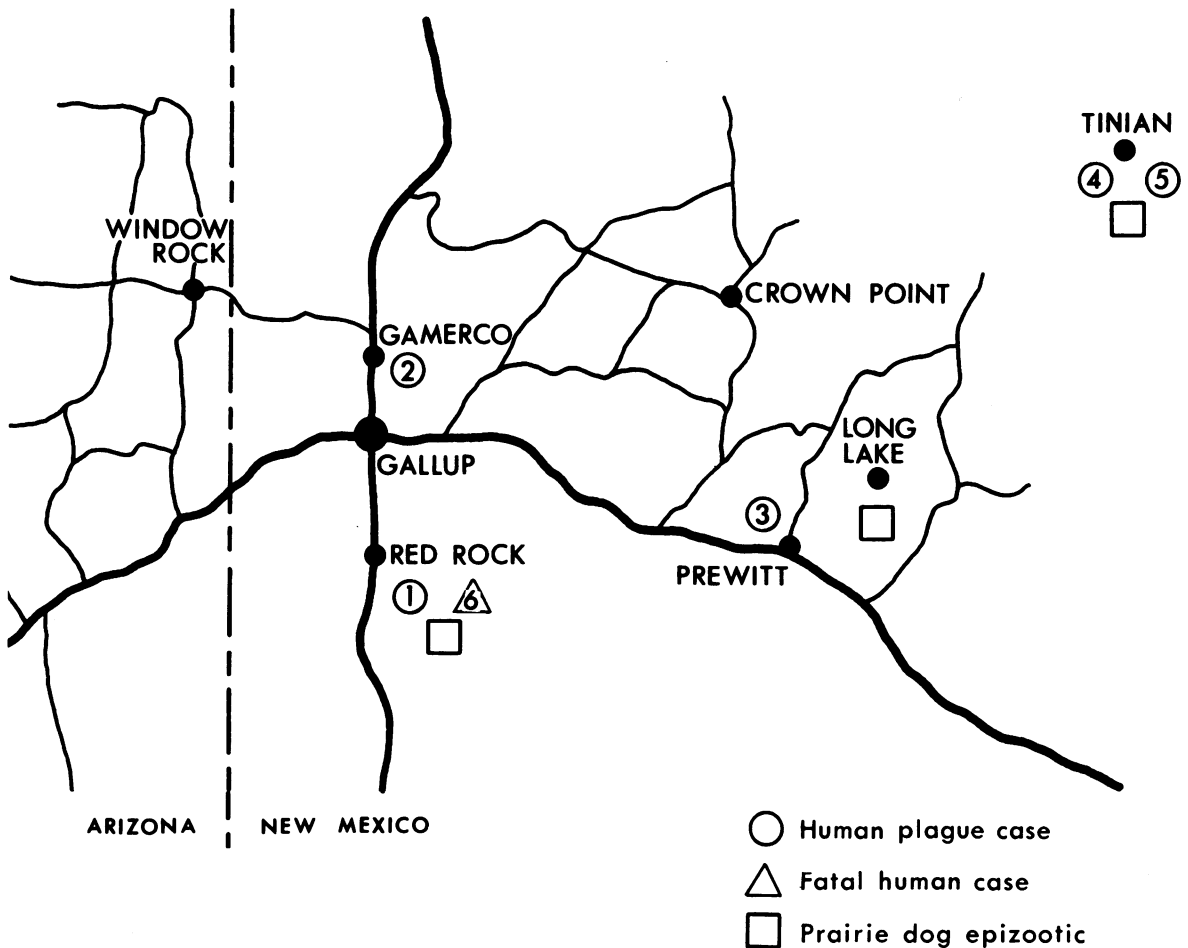 TINIAN
④ ⑤
WINDOW
ROCK
CROWN POINT
GAMERCO
②
LONG
LAKE
GALLUP
③
RED ROCK
PREWITT
① 6
ARIZONA NEW MEXICO
Human plague case
Fatal human case
Prairie dog epizootic